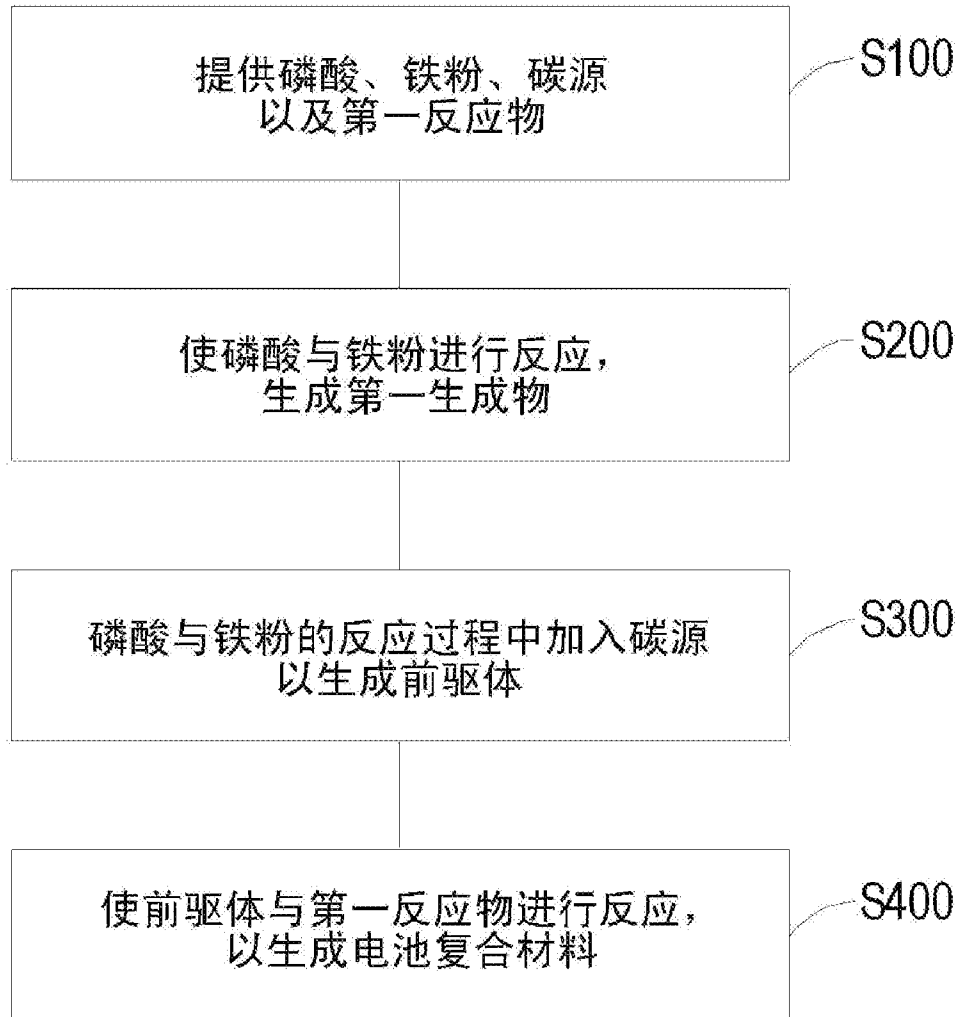 提供磷酸、铁粉、碳源
以及第一反应物
S100
使磷酸与铁粉进行反应，
生成第一生成物
S200
磷酸与铁粉的反应过程中加入碳源
以生成前驱体
S300
使前驱体与第一反应物进行反应，
以生成电池复合材料
S400